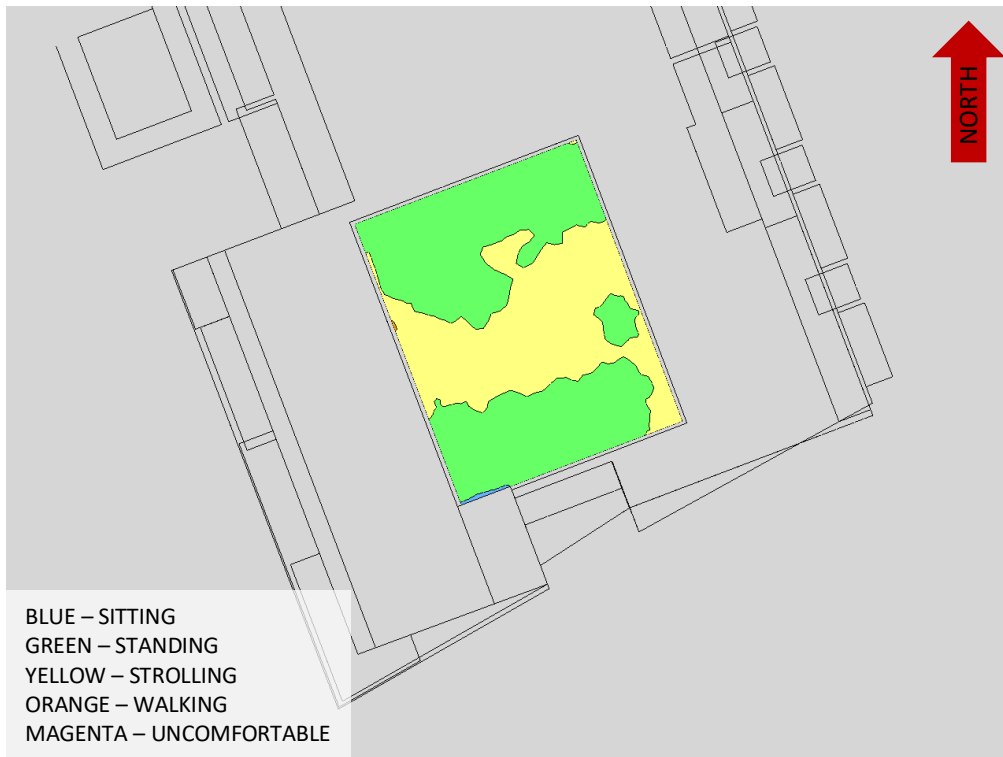 NORTH
BLUE – SITTING
GREEN – STANDING
YELLOW – STROLLING
ORANGE – WALKING
MAGENTA – UNCOMFORTABLE